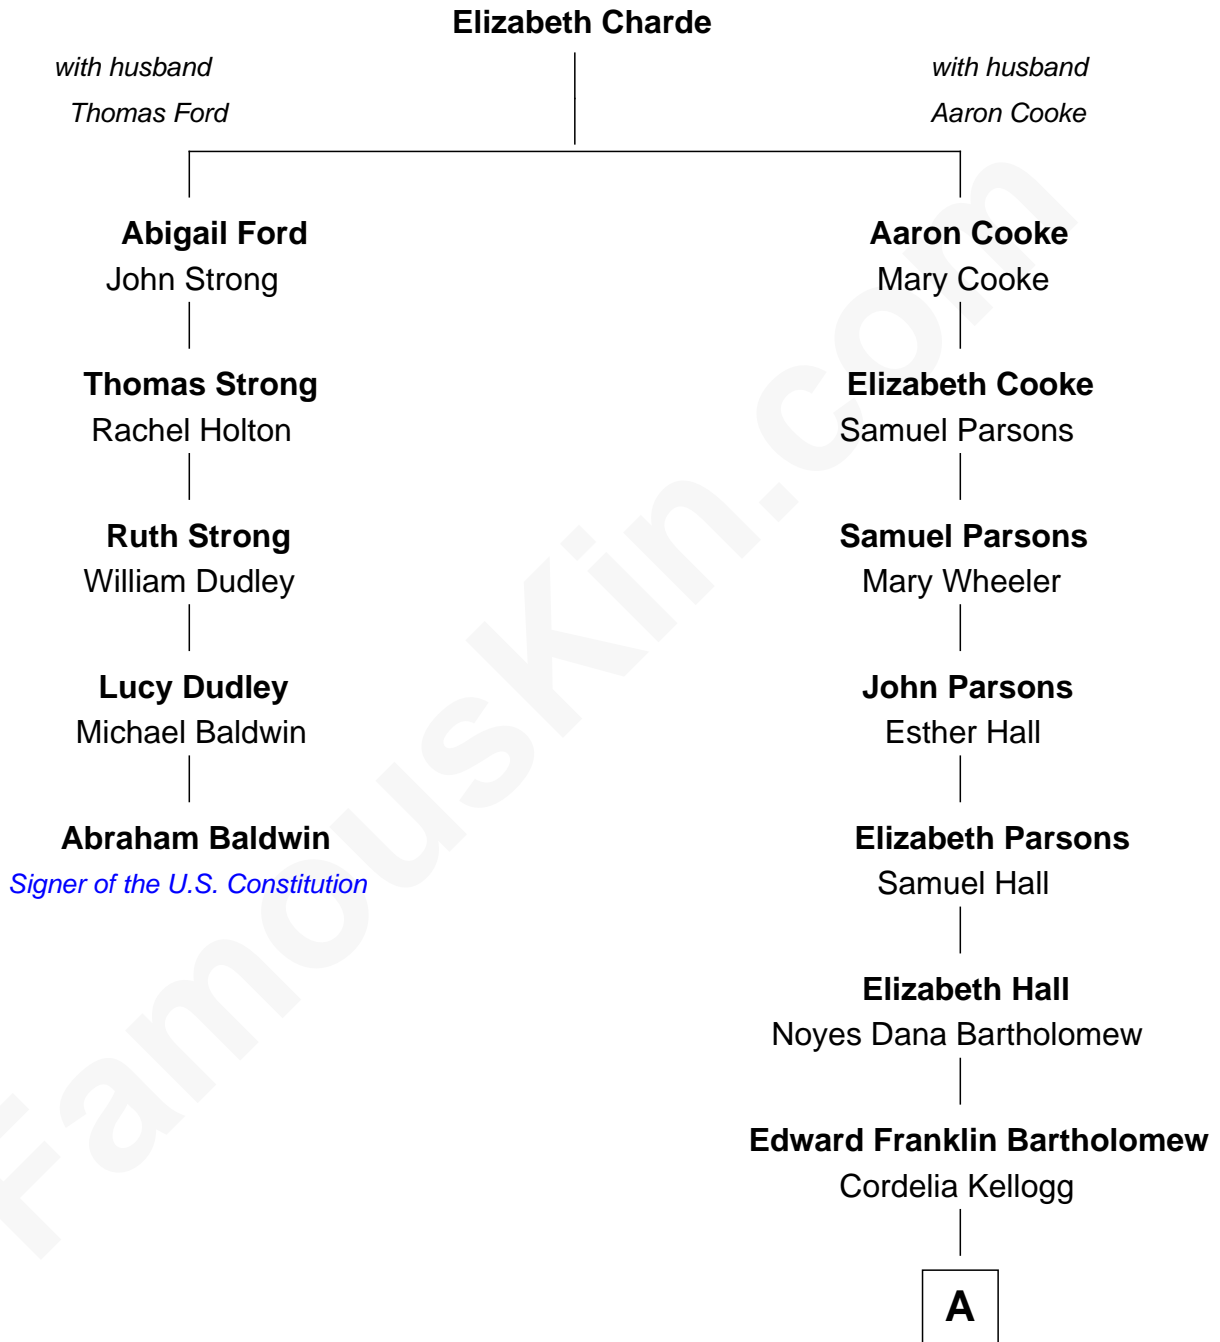 Elizabeth Charde
with husband
Thomas Ford
with husband
Aaron Cooke
Abigail Ford
John Strong
Thomas Strong
Rachel Holton
Ruth Strong
William Dudley
Lucy Dudley
Michael Baldwin
Abraham Baldwin
Signer of the U.S. Constitution
Aaron Cooke
Mary Cooke
Elizabeth Cooke
Samuel Parsons
Samuel Parsons
Mary Wheeler
John Parsons
Esther Hall
Elizabeth Parsons
Samuel Hall
Elizabeth Hall
Noyes Dana Bartholomew
Edward Franklin Bartholomew
Cordelia Kellogg
A
FamousKin.com